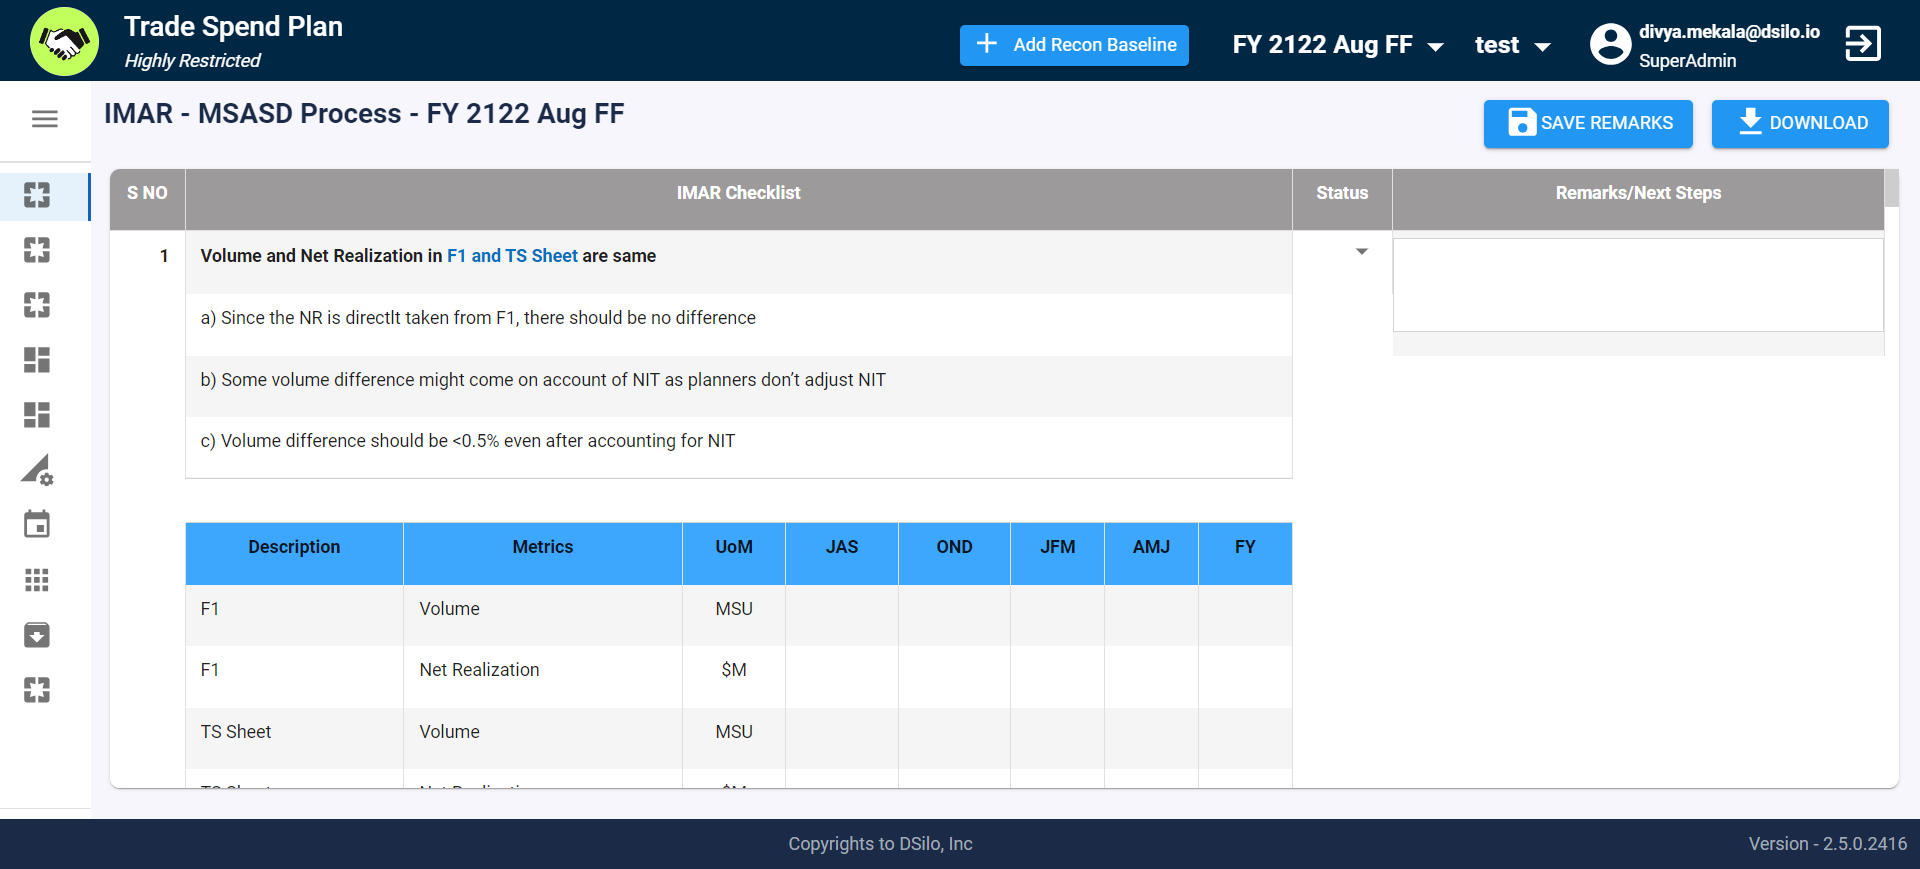 Trade Spend Plan
Highly Restricted
Add Recon Baseline
FY 2122 Aug FF
test
divya.mekala@dsilo.io
SuperAdmin
IMAR - MSASD Process - FY 2122 Aug FF
SAVE REMARKS
DOWNLOAD
S NO IMAR Checklist Status Remarks/Next Steps
1 Volume and Net Realization in F1 and TS Sheet are same
a) Since the NR is directlt taken from F1, there should be no difference
b) Some volume difference might come on account of NIT as planners don’t adjust NIT
c) Volume difference should be <0.5% even after accounting for NIT
Description Metrics UoM JAS OND JFM AMJ FY
F1 Volume MSU
F1 Net Realization $M
TS Sheet Volume MSU
Copyrights to DSilo, Inc
Version - 2.5.0.2416